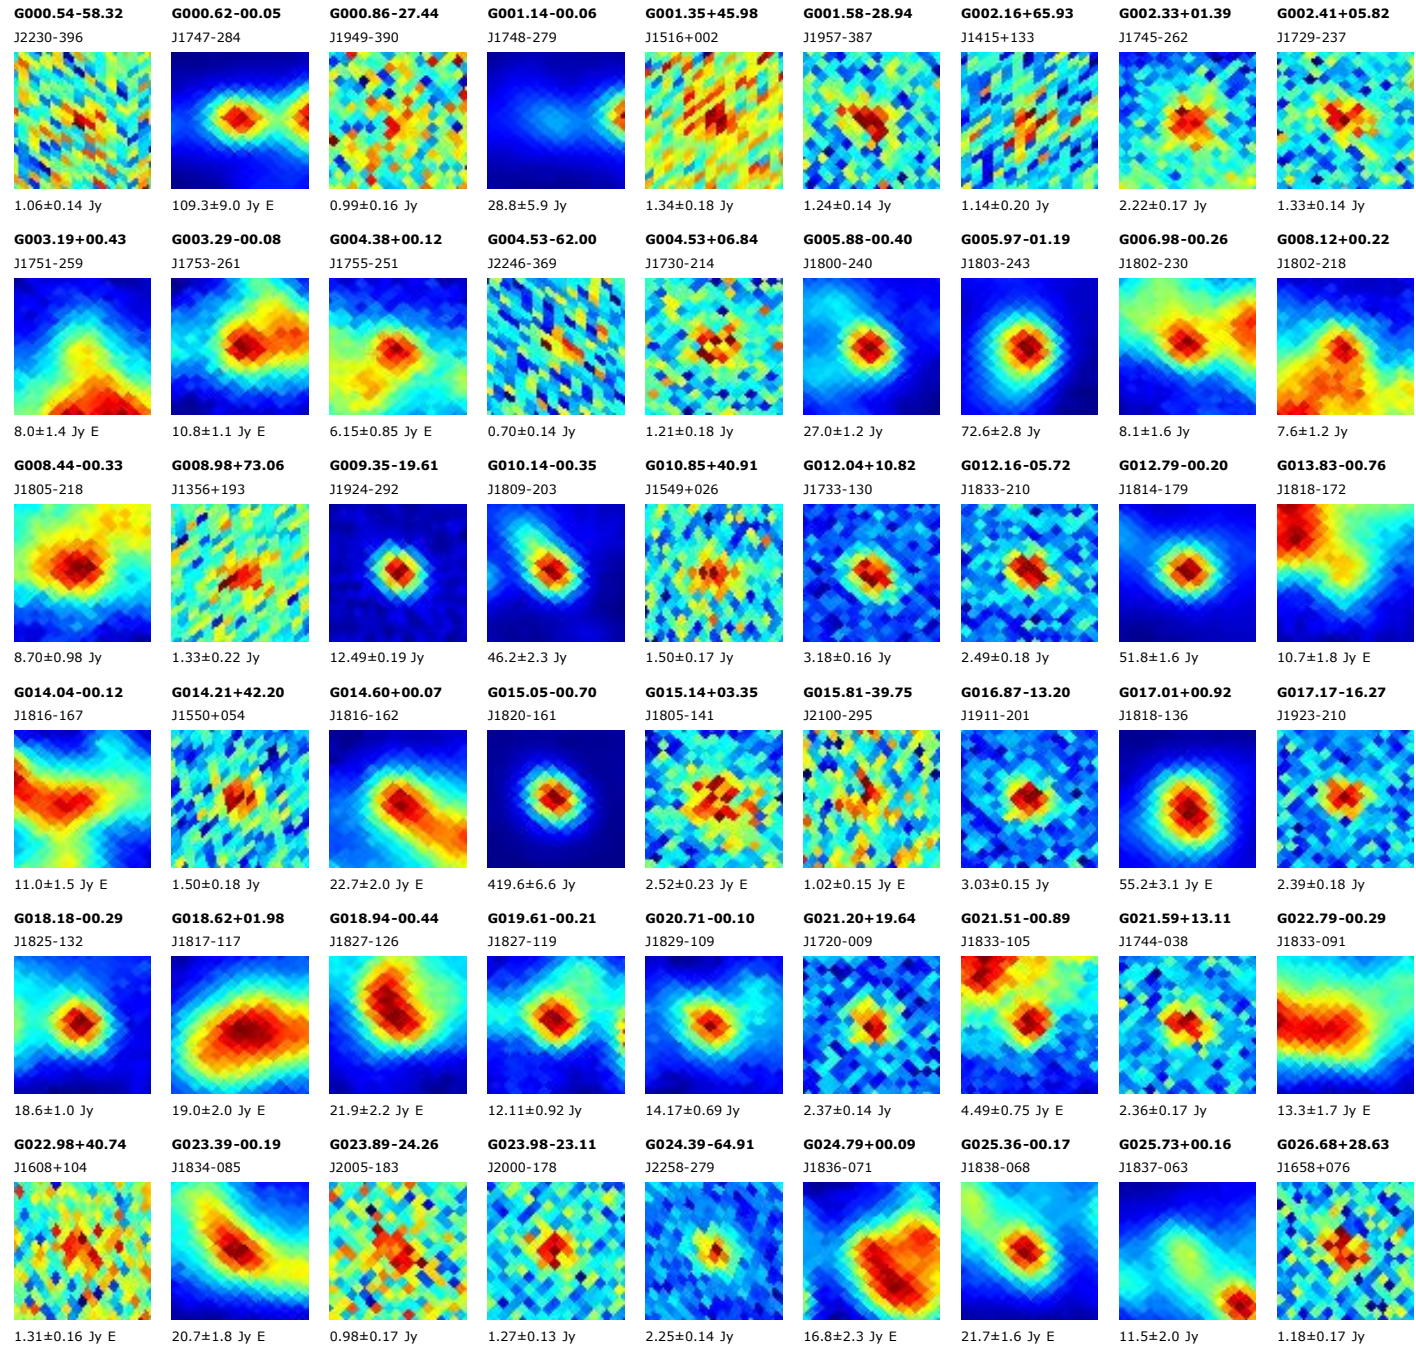 G000.54-58.32 G000.62-00.05 G000.86-27.44 G001.14-00.06 G001.35+45.98 G001.58-28.94 G002.16+65.93 G002.33+01.39 G002.41+05.82
J2230-396 J1747-284 J1949-390 J1748-279 J1516+002 J1957-387 J1415+133 J1745-262 J1729-237
1.06±0.14 Jy 109.3±9.0 Jy E 0.99±0.16 Jy 28.8±5.9 Jy 1.34±0.18 Jy 1.24±0.14 Jy 1.14±0.20 Jy 2.22±0.17 Jy 1.33±0.14 Jy
G003.19+00.43 G003.29-00.08 G004.38+00.12 G004.53-62.00 G004.53+06.84 G005.88-00.40 G005.97-01.19 G006.98-00.26 G008.12+00.22
J1751-259 J1753-261 J1755-251 J2246-369 J1730-214 J1800-240 J1803-243 J1802-230 J1802-218
8.0±1.4 Jy E 10.8±1.1 Jy E 6.15±0.85 Jy E 0.70±0.14 Jy 1.21±0.18 Jy 27.0±1.2 Jy 72.6±2.8 Jy 8.1±1.6 Jy 7.6±1.2 Jy
G008.44-00.33 G008.98+73.06 G009.35-19.61 G010.14-00.35 G010.85+40.91 G012.04+10.82 G012.16-05.72 G012.79-00.20 G013.83-00.76
J1805-218 J1356+193 J1924-292 J1809-203 J1549+026 J1733-130 J1833-210 J1814-179 J1818-172
8.70±0.98 Jy 1.33±0.22 Jy 12.49±0.19 Jy 46.2±2.3 Jy 1.50±0.17 Jy 3.18±0.16 Jy 2.49±0.18 Jy 51.8±1.6 Jy 10.7±1.8 Jy E
G014.04-00.12 G014.21+42.20 G014.60+00.07 G015.05-00.70 G015.14+03.35 G015.81-39.75 G016.87-13.20 G017.01+00.92 G017.17-16.27
J1816-167 J1550+054 J1816-162 J1820-161 J1805-141 J2100-295 J1911-201 J1818-136 J1923-210
11.0±1.5 Jy E 1.50±0.18 Jy 22.7±2.0 Jy E 419.6±6.6 Jy 2.52±0.23 Jy E 1.02±0.15 Jy E 3.03±0.15 Jy 55.2±3.1 Jy E 2.39±0.18 Jy
G018.18-00.29 G018.62+01.98 G018.94-00.44 G019.61-00.21 G020.71-00.10 G021.20+19.64 G021.51-00.89 G021.59+13.11 G022.79-00.29
J1825-132 J1817-117 J1827-126 J1827-119 J1829-109 J1720-009 J1833-105 J1744-038 J1833-091
18.6±1.0 Jy 19.0±2.0 Jy E 21.9±2.2 Jy E 12.11±0.92 Jy 14.17±0.69 Jy 2.37±0.14 Jy 4.49±0.75 Jy E 2.36±0.17 Jy 13.3±1.7 Jy E
G022.98+40.74 G023.39-00.19 G023.89-24.26 G023.98-23.11 G024.39-64.91 G024.79+00.09 G025.36-00.17 G025.73+00.16 G026.68+28.63
J1608+104 J1834-085 J2005-183 J2000-178 J2258-279 J1836-071 J1838-068 J1837-063 J1658+076
1.31±0.16 Jy E 20.7±1.8 Jy E 0.98±0.17 Jy 1.27±0.13 Jy 2.25±0.14 Jy 16.8±2.3 Jy E 21.7±1.6 Jy E 11.5±2.0 Jy 1.18±0.17 Jy